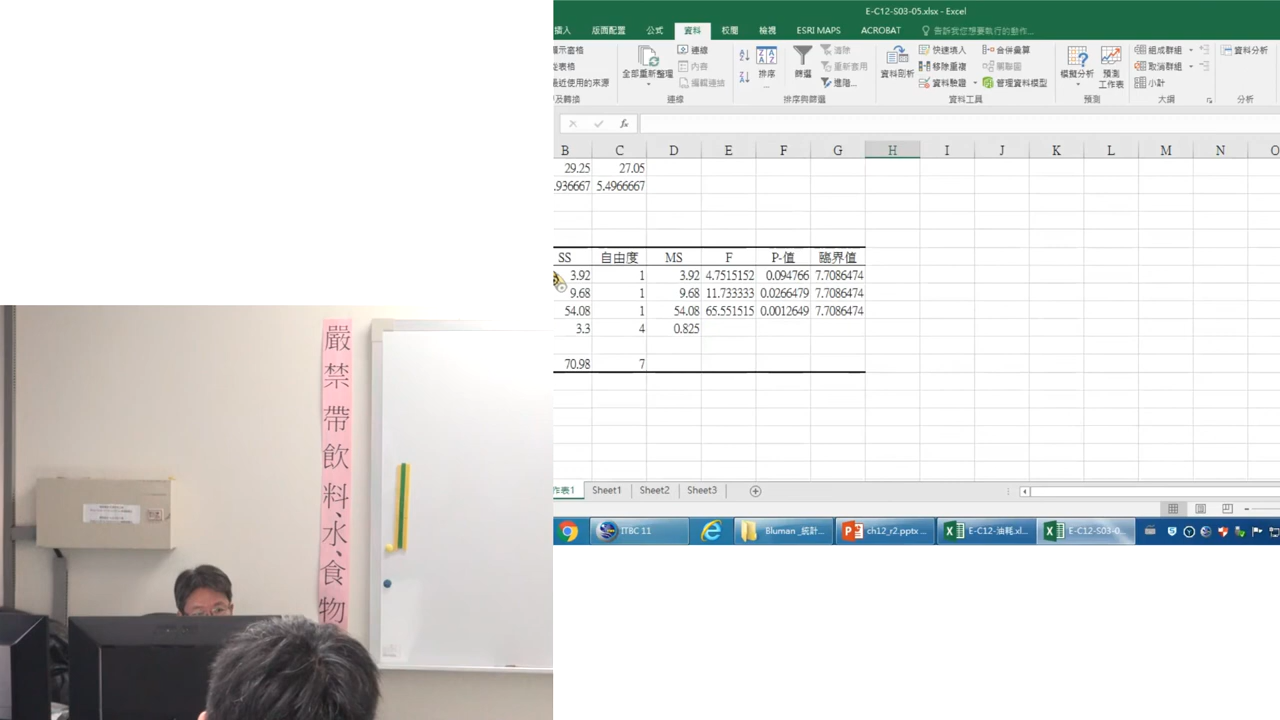 E-C12-S03-05.xlsx - Excel
插入 版面配置 公式 資料 校閱 檢視 ESRI MAPS ACROBAT 告訴我您想要執行的動作...
顯示窗格 連線 清除 快速填入 合併彙算 組成群組 資料分析
從表格 全部重新整理 內容 排序 篩選 重新套用 資料剖析 移除重複 關聯圖 模擬分析 預測工作表 取消群組
最近使用的來源 編輯連結 進階... 資料驗證 管理資料模型 小計
及轉換 連線 排序與篩選 資料工具 預測 大綱 分析
fx
B C D E F G H I J K L M N O
29.25 27.05
.936667 5.4966667
SS 自由度 MS F P-值 臨界值
3.92 1 3.92 4.7515152 0.094766 7.7086474
9.68 1 9.68 11.733333 0.0266479 7.7086474
54.08 1 54.08 65.551515 0.0012649 7.7086474
3.3 4 0.825
70.98 7
作表1 Sheet1 Sheet2 Sheet3
ITBC 11 Bluman _統計... ch12_r2.pptx ... E-C12-油耗.xl... E-C12-S03-0...
嚴禁帶飲料、水、食物